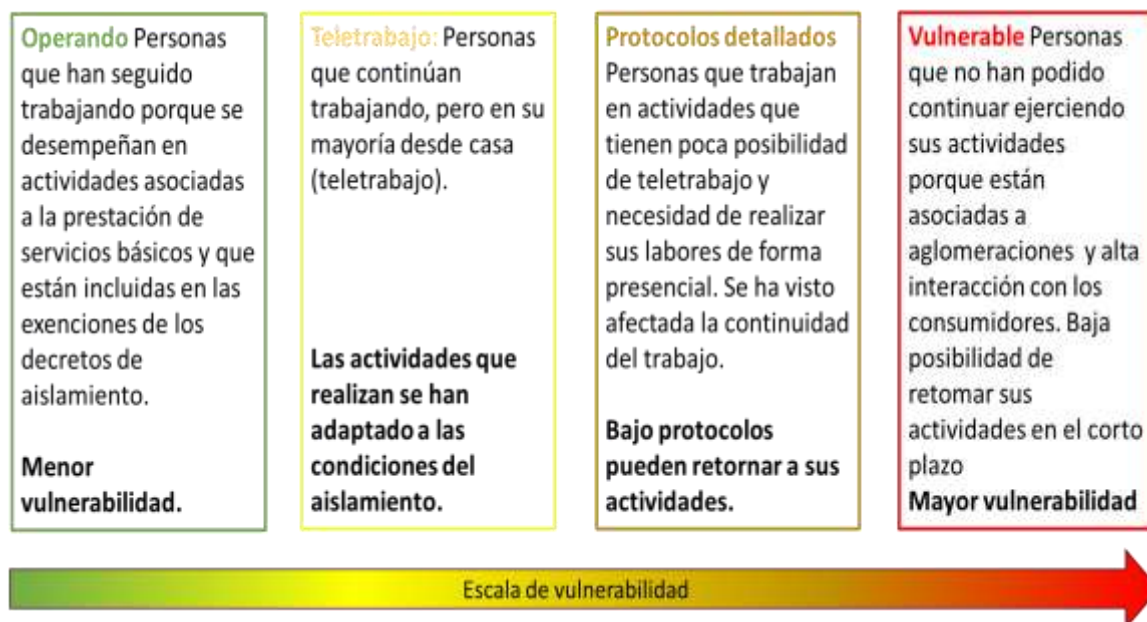 Operando Personas
que han seguido
trabajando porque se
desempeñan en
actividades asociadas
a la prestación de
servicios básicos y que
están incluidas en las
exenciones de los
decretos de
aislamiento.
Menor
vulnerabilidad.
Teletrabajo: Personas
que continúan
trabajando, pero en su
mayoría desde casa
(teletrabajo).
Las actividades que
realizan se han
adaptado a las
condiciones del
aislamiento.
Protocolos detallados
Personas que trabajan
en actividades que
tienen poca posibilidad
de teletrabajo y
necesidad de realizar
sus labores de forma
presencial. Se ha visto
afectada la continuidad
del trabajo.
Bajo protocolos
pueden retornar a sus
actividades.
Vulnerable Personas
que no han podido
continuar ejerciendo
sus actividades
porque están
asociadas a
aglomeraciones y alta
interacción con los
consumidores. Baja
posibilidad de
retomar sus
actividades en el corto
plazo
Mayor vulnerabilidad
Escala de vulnerabilidad